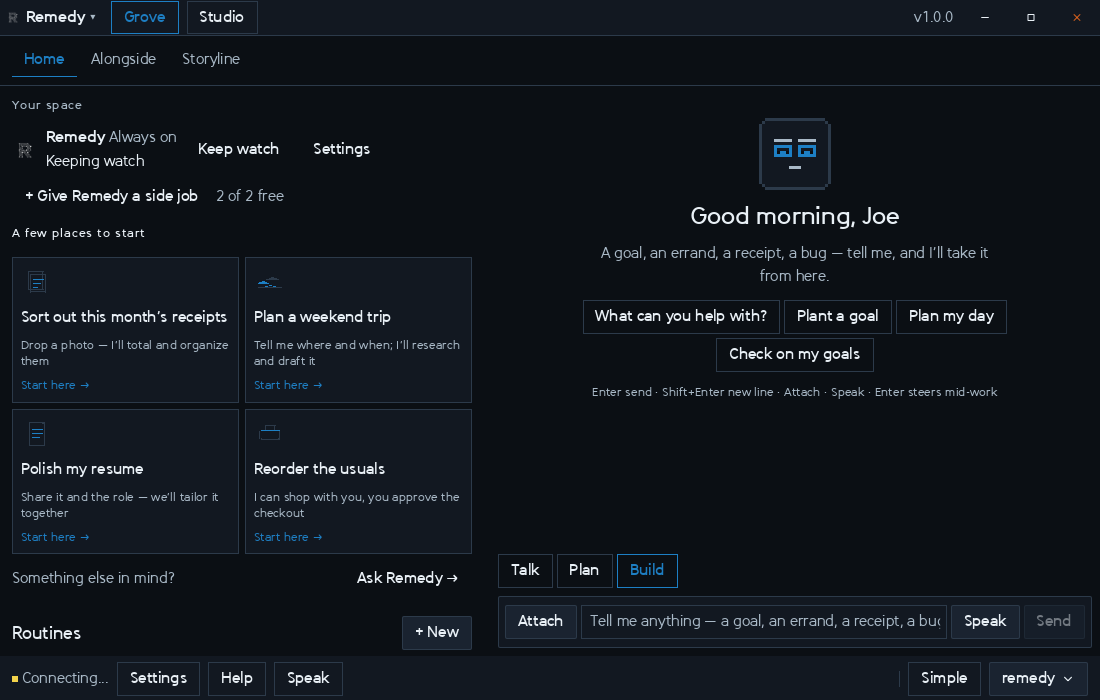 Remedy ▾ Grove Studio v1.0.0
Home Alongside Storyline
Your space
Remedy Always on
Keeping watch
Keep watch Settings
+ Give Remedy a side job 2 of 2 free
A few places to start
Sort out this month's receipts
Drop a photo — I'll total and organize
them
Start here →
Plan a weekend trip
Tell me where and when; I'll research
and draft it
Start here →
Polish my resume
Share it and the role — we'll tailor it
together
Start here →
Reorder the usuals
I can shop with you, you approve the
checkout
Start here →
Something else in mind? Ask Remedy →
Routines + New
Good morning, Joe
A goal, an errand, a receipt, a bug — tell me, and I'll take it
from here.
What can you help with? Plant a goal Plan my day
Check on my goals
Enter send · Shift+Enter new line · Attach · Speak · Enter steers mid-work
Talk Plan Build
Attach Tell me anything — a goal, an errand, a receipt, a bug Speak Send
Connecting... Settings Help Speak Simple remedy